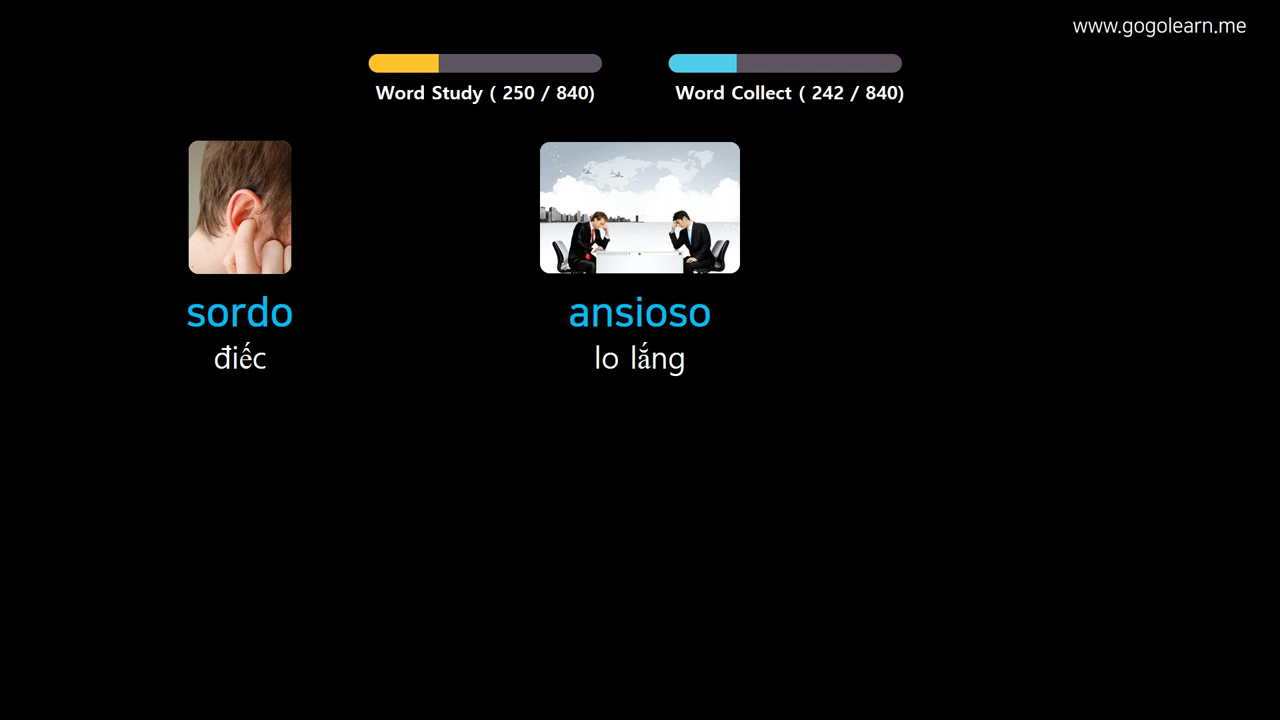 www.gogolearn.me
Word Study ( 250 / 840)
Word Collect ( 242 / 840)
sordo
ansioso
điếc
lo lắng